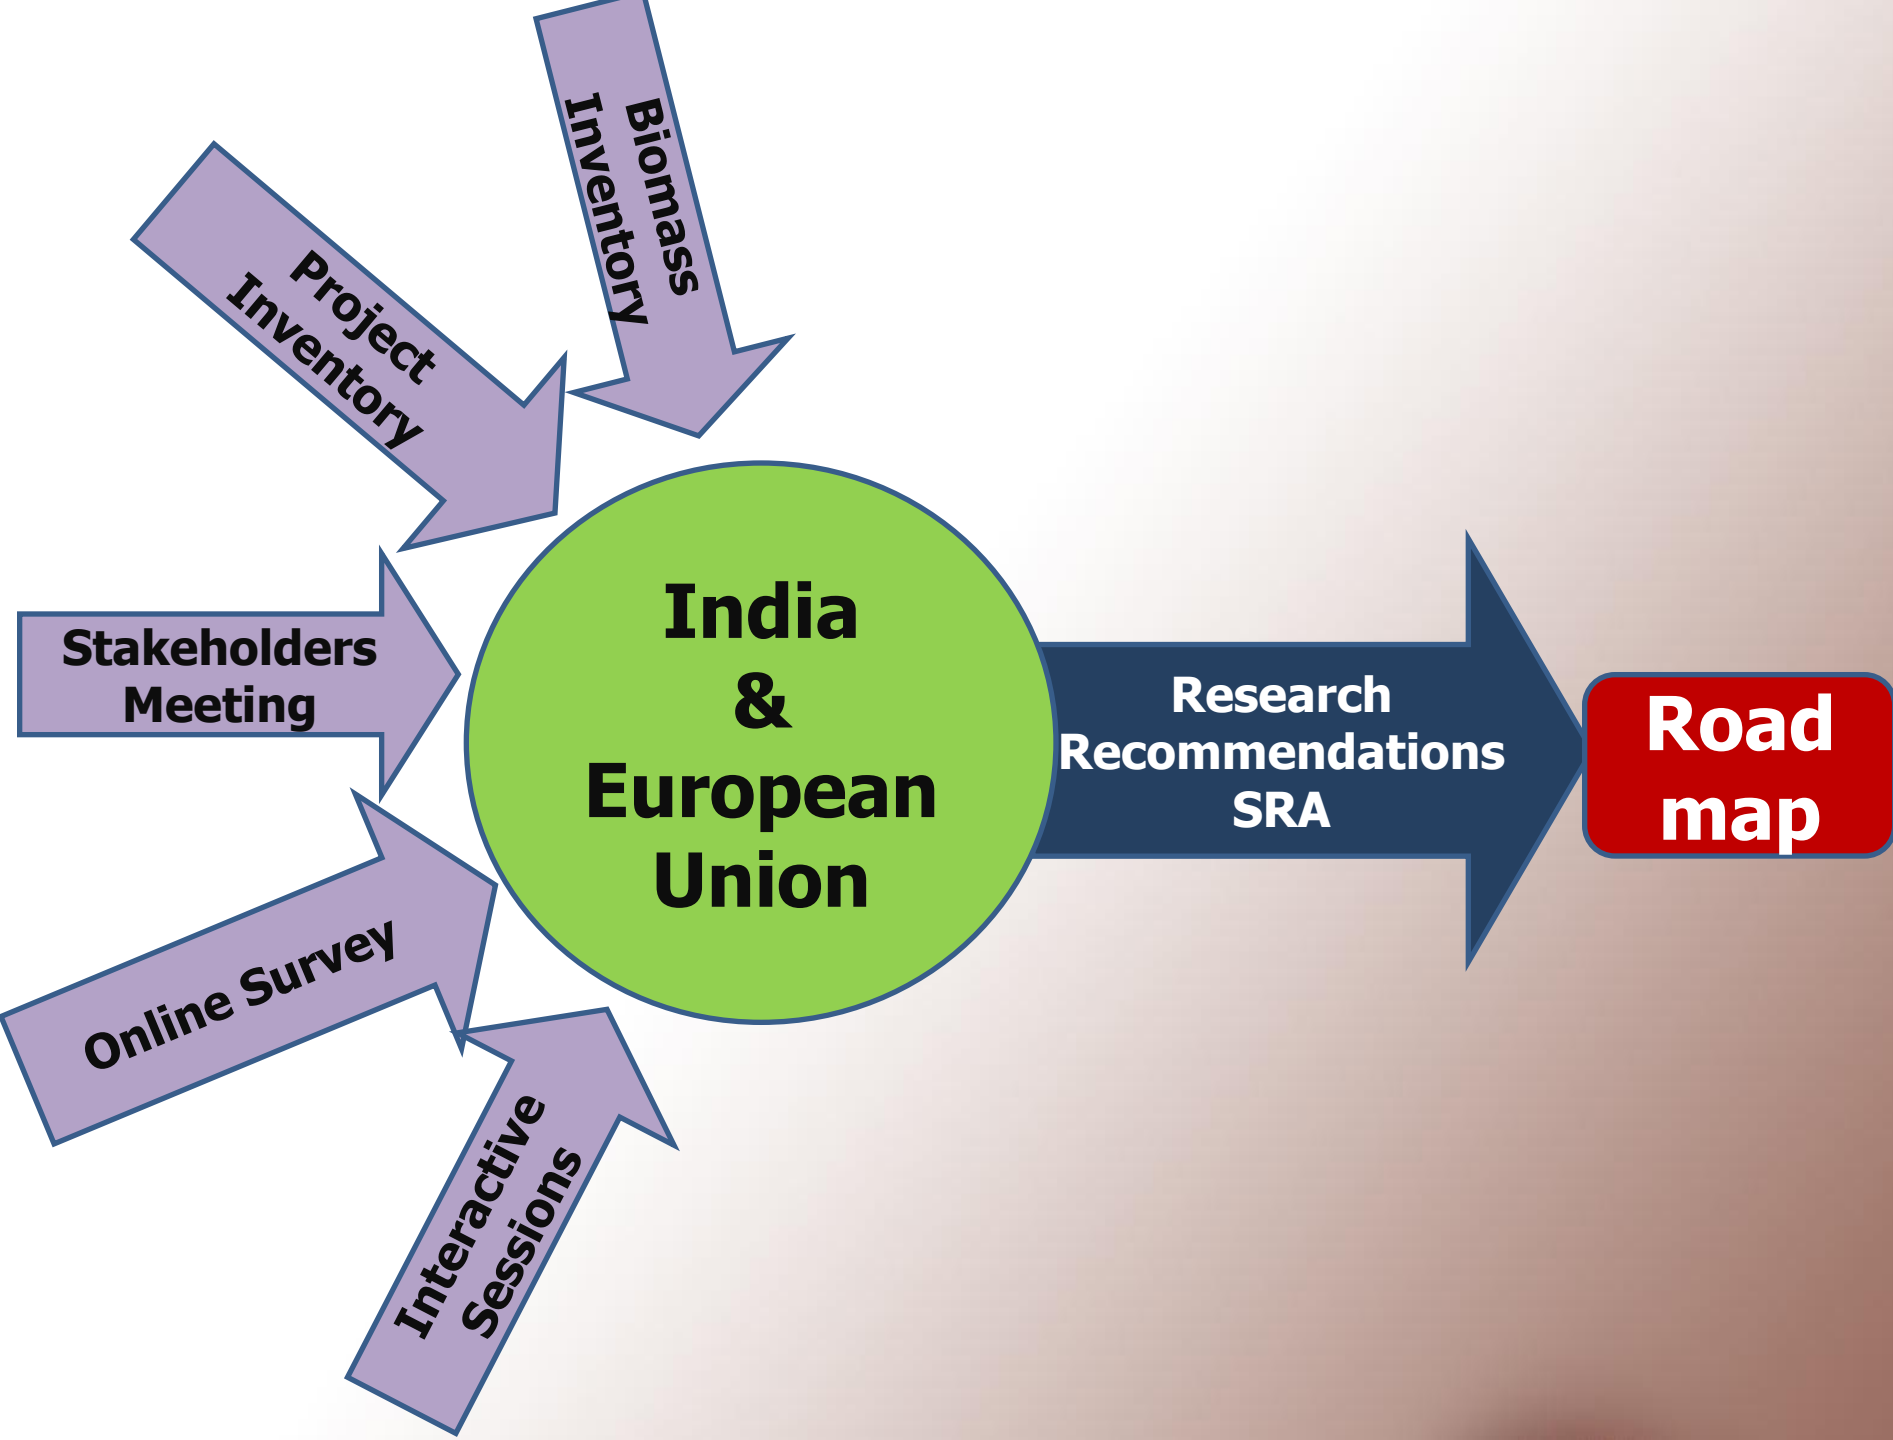 Biomass
Inventory
Project
Inventory
Stakeholders
Meeting
Online Survey
Interactive
Sessions
India
&
European
Union
Research
Recommendations
SRA
Road
map